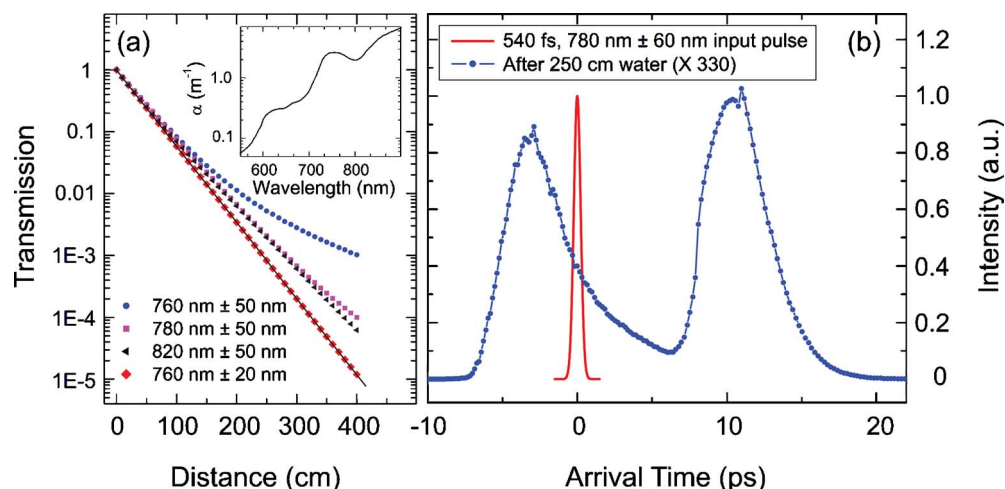 (a)
α (m⁻¹)
1.0
0.1
600 700 800
Wavelength (nm)
Transmission
1
0.1
0.01
1E-3
1E-4
1E-5
760 nm ± 50 nm
780 nm ± 50 nm
820 nm ± 50 nm
760 nm ± 20 nm
0 100 200 300 400
Distance (cm)
540 fs, 780 nm ± 60 nm input pulse
After 250 cm water (X 330)
(b)
1.2
1.0
0.8
0.6
0.4
0.2
0
Intensity (a.u.)
-10 0 10 20
Arrival Time (ps)